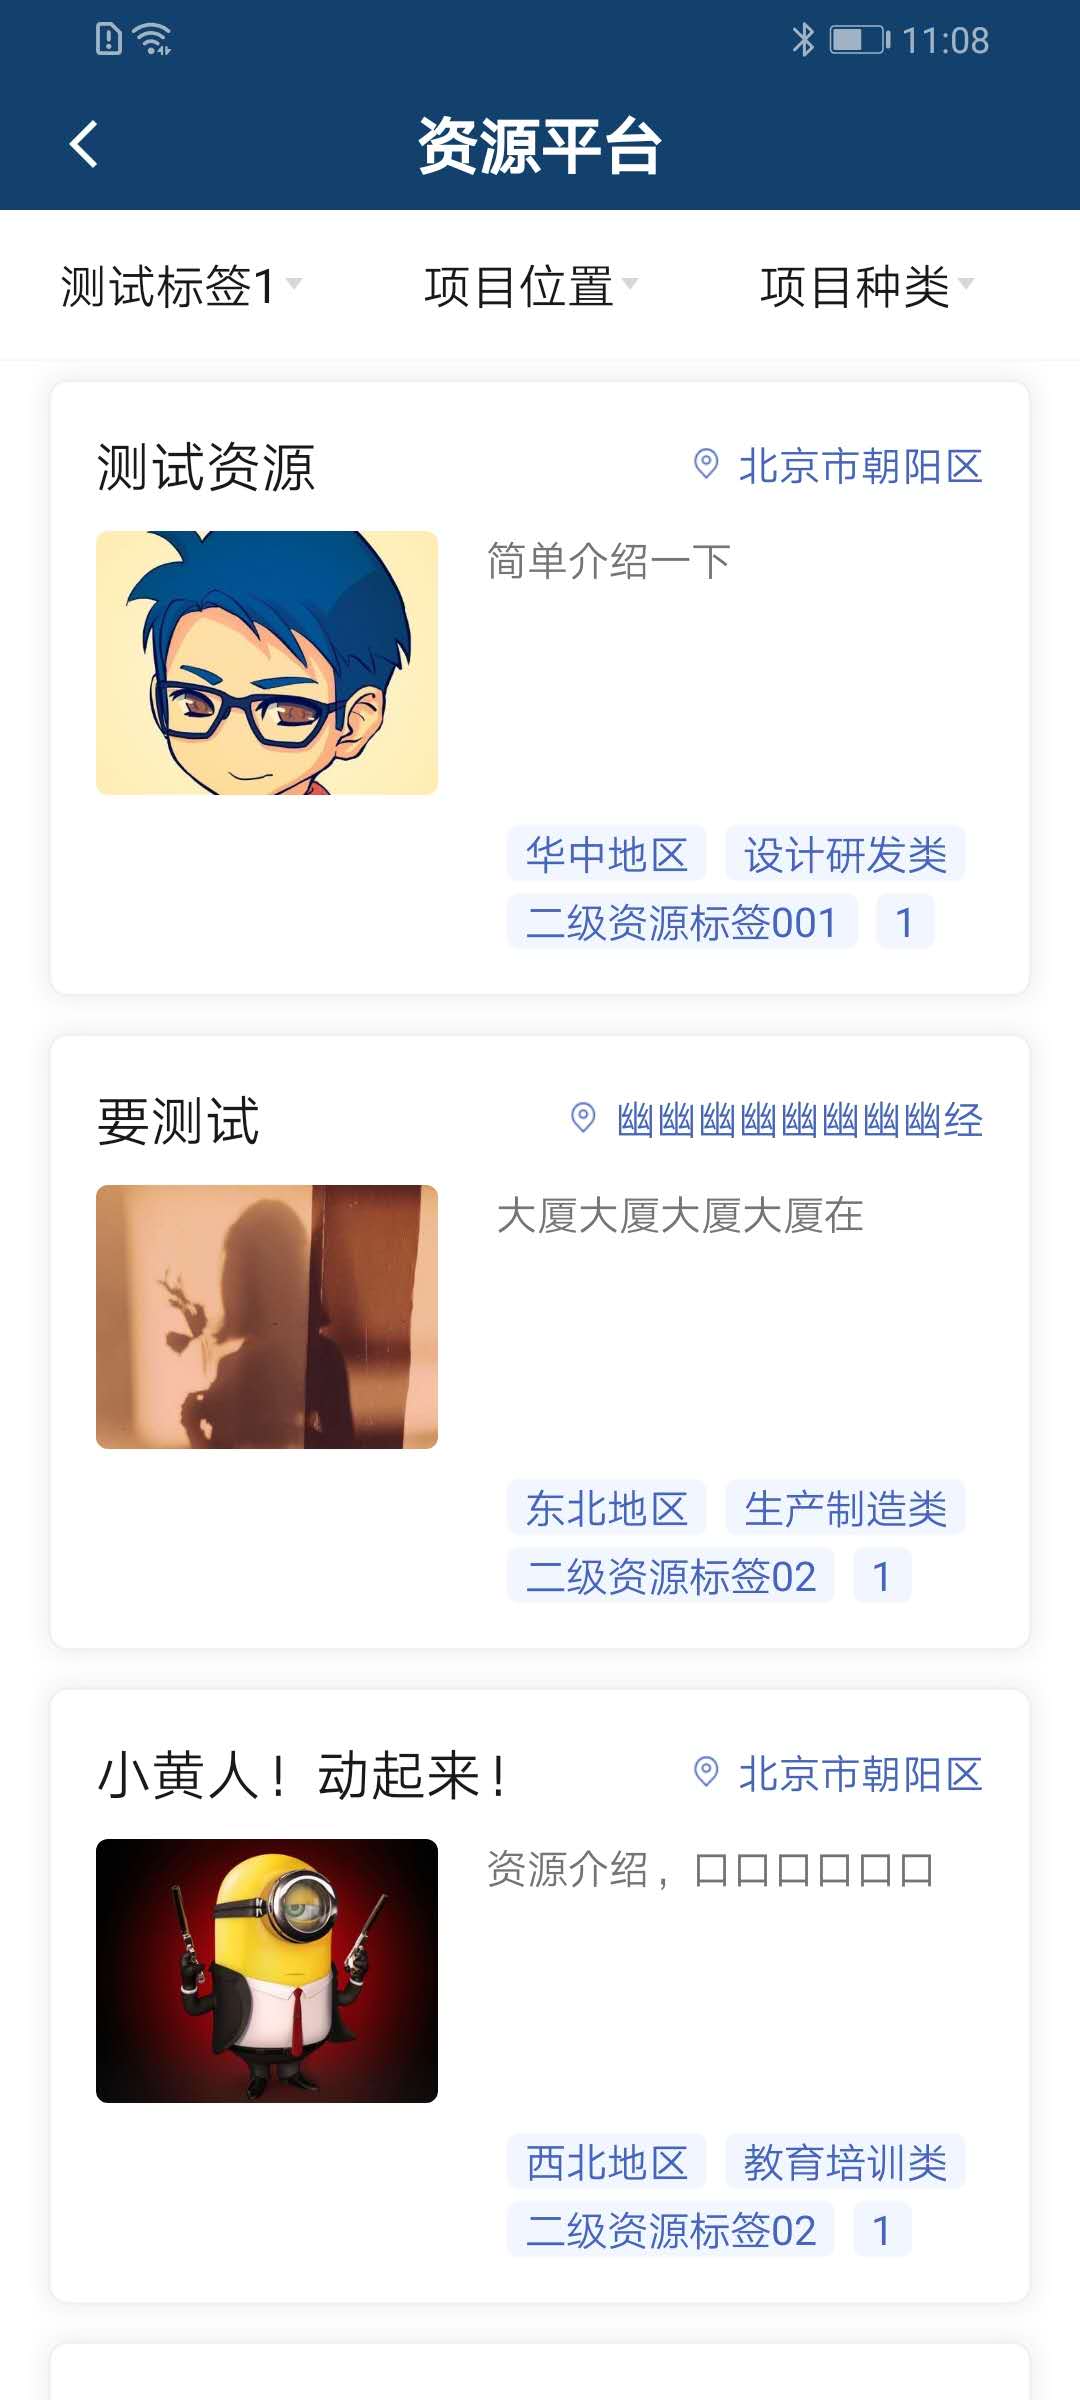 11:08
资源平台
测试标签1 项目位置 项目种类
测试资源 北京市朝阳区
简单介绍一下
华中地区 设计研发类
二级资源标签001 1
要测试 幽幽幽幽幽幽幽幽经
大厦大厦大厦大厦在
东北地区 生产制造类
二级资源标签02 1
小黄人！动起来！ 北京市朝阳区
资源介绍，口口口口口口
西北地区 教育培训类
二级资源标签02 1